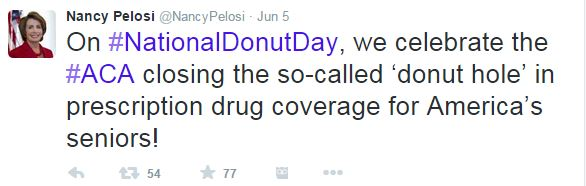 Nancy Pelosi @NancyPelosi · Jun 5
On #NationalDonutDay, we celebrate the
#ACA closing the so-called ‘donut hole’ in
prescription drug coverage for America’s
seniors!
54 77